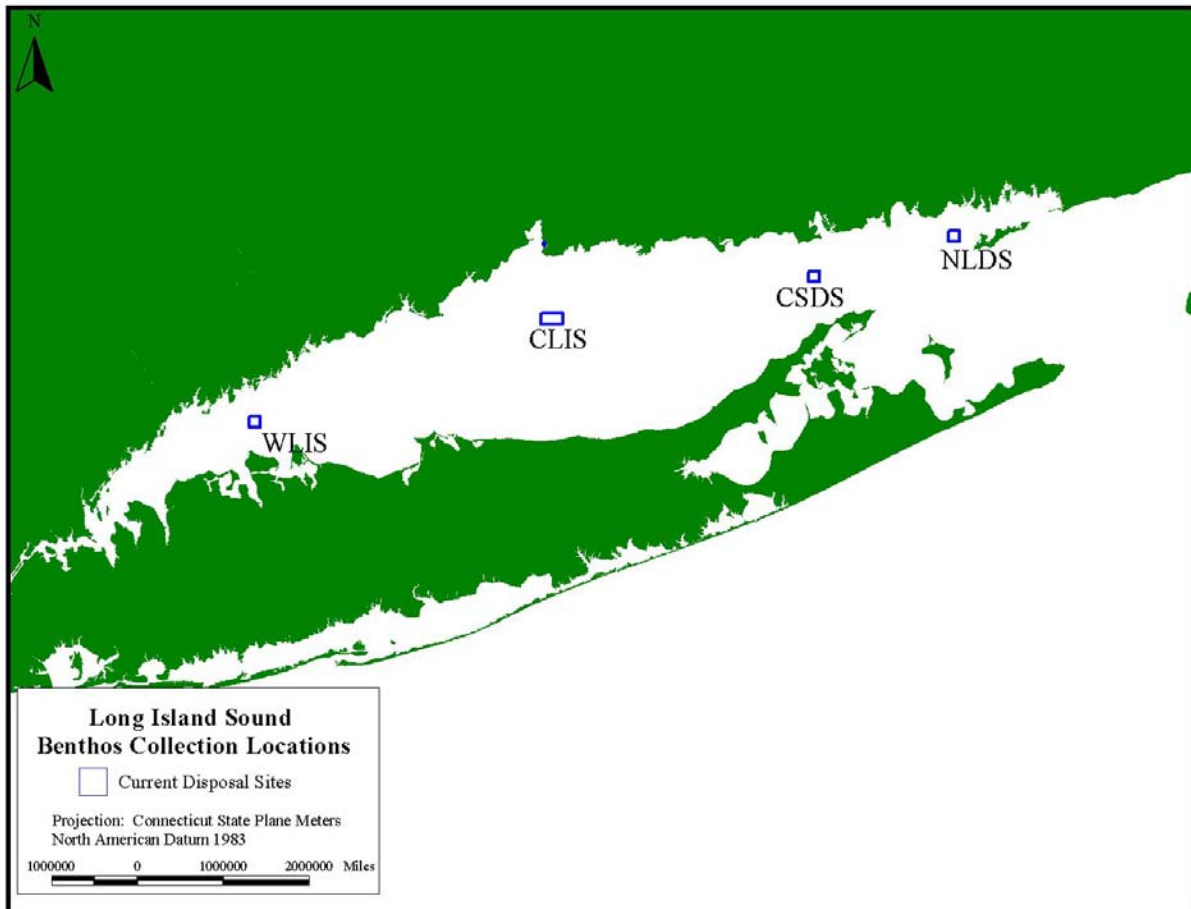 N
NLDS
CSDS
CLIS
WLIS
Long Island Sound
Benthos Collection Locations
Current Disposal Sites
Projection: Connecticut State Plane Meters
North American Datum 1983
1000000 0 1000000 2000000 Miles